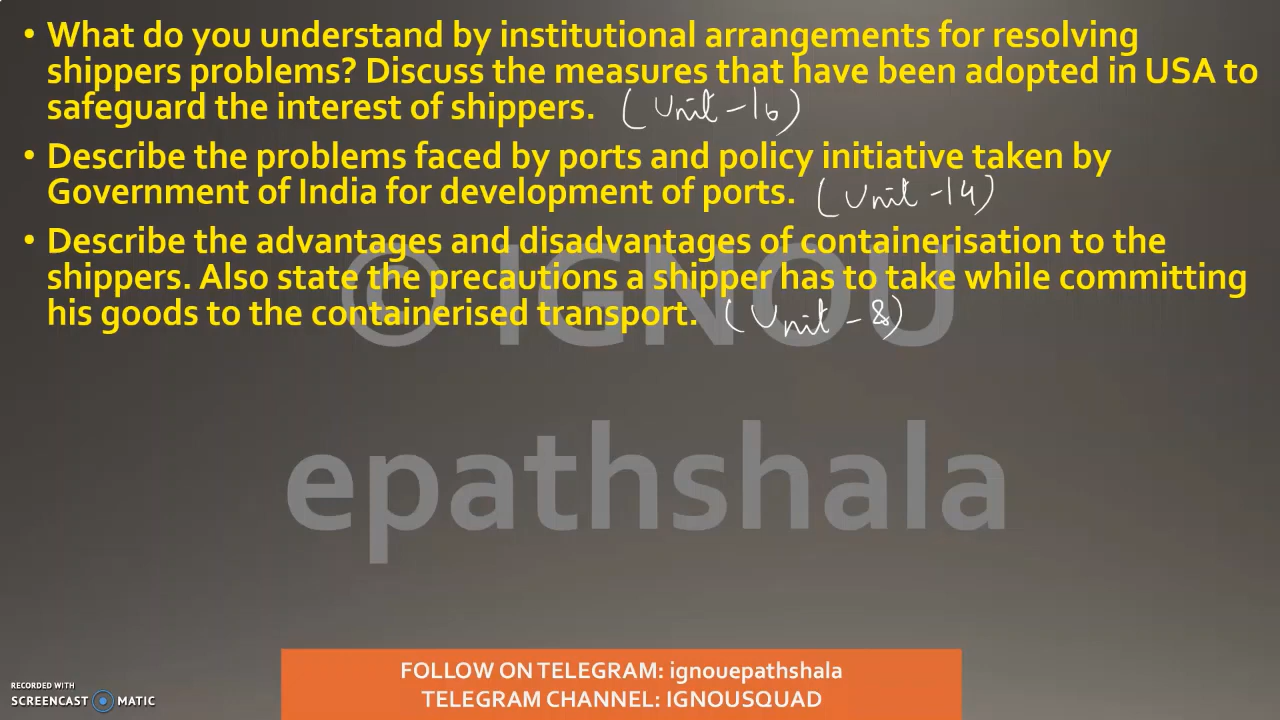 • What do you understand by institutional arrangements for resolving
shippers problems? Discuss the measures that have been adopted in USA to
safeguard the interest of shippers. (Unit-16)
• Describe the problems faced by ports and policy initiative taken by
Government of India for development of ports. (Unit-14)
• Describe the advantages and disadvantages of containerisation to the
shippers. Also state the precautions a shipper has to take while committing
his goods to the containerised transport. (Unit-8)
© IGNOU
epathshala
FOLLOW ON TELEGRAM: ignouepathshala
TELEGRAM CHANNEL: IGNOUSQUAD
RECORDED WITH
SCREENCAST MATIC